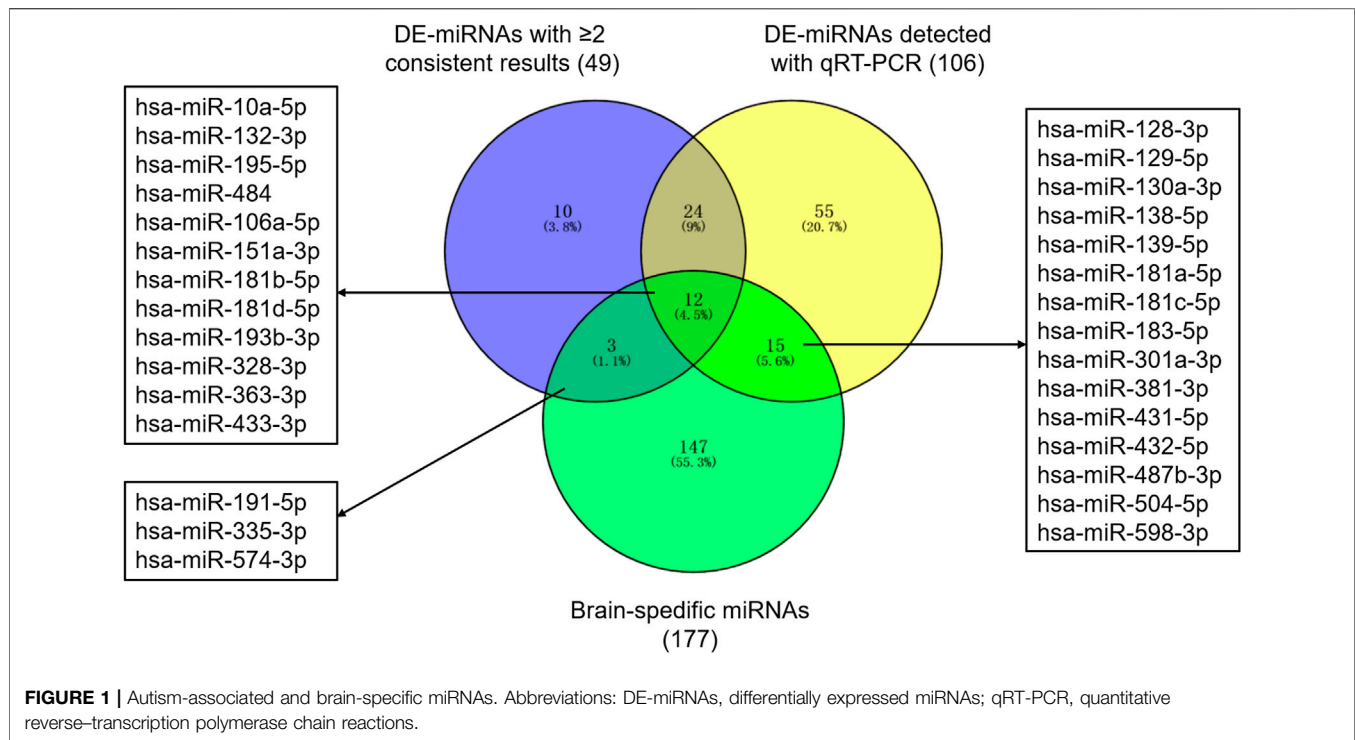 DE-miRNAs with ≥2
consistent results (49)
DE-miRNAs detected
with qRT-PCR (106)
hsa-miR-10a-5p
hsa-miR-132-3p
hsa-miR-195-5p
hsa-miR-484
hsa-miR-106a-5p
hsa-miR-151a-3p
hsa-miR-181b-5p
hsa-miR-181d-5p
hsa-miR-193b-3p
hsa-miR-328-3p
hsa-miR-363-3p
hsa-miR-433-3p
hsa-miR-191-5p
hsa-miR-335-3p
hsa-miR-574-3p
10
(3.8%)
24
(9%)
55
(20.7%)
12
(4.5%)
3
(1.1%)
15
(5.6%)
147
(55.3%)
hsa-miR-128-3p
hsa-miR-129-5p
hsa-miR-130a-3p
hsa-miR-138-5p
hsa-miR-139-5p
hsa-miR-181a-5p
hsa-miR-181c-5p
hsa-miR-183-5p
hsa-miR-301a-3p
hsa-miR-381-3p
hsa-miR-431-5p
hsa-miR-432-5p
hsa-miR-487b-3p
hsa-miR-504-5p
hsa-miR-598-3p
Brain-spedific miRNAs
(177)
FIGURE 1 | Autism-associated and brain-specific miRNAs. Abbreviations: DE-miRNAs, differentially expressed miRNAs; qRT-PCR, quantitative
reverse–transcription polymerase chain reactions.